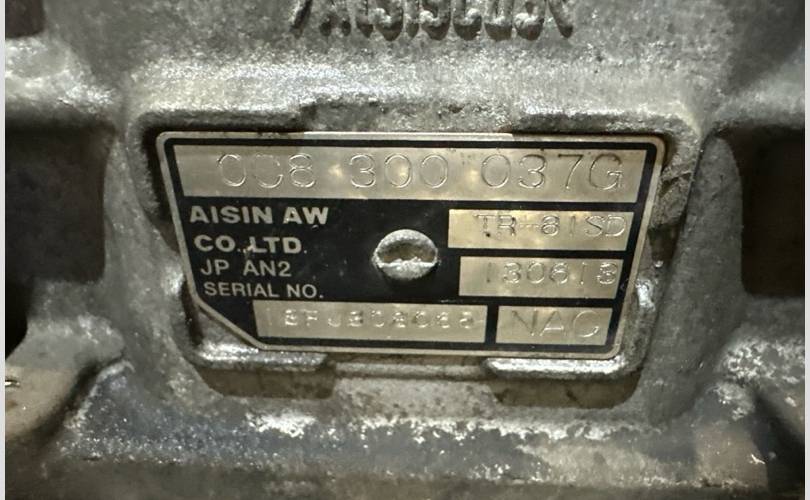 0C8 300 037G
AISIN AW
CO.,LTD.
TR-81SD
JP AN2
130613
SERIAL NO.
NAC